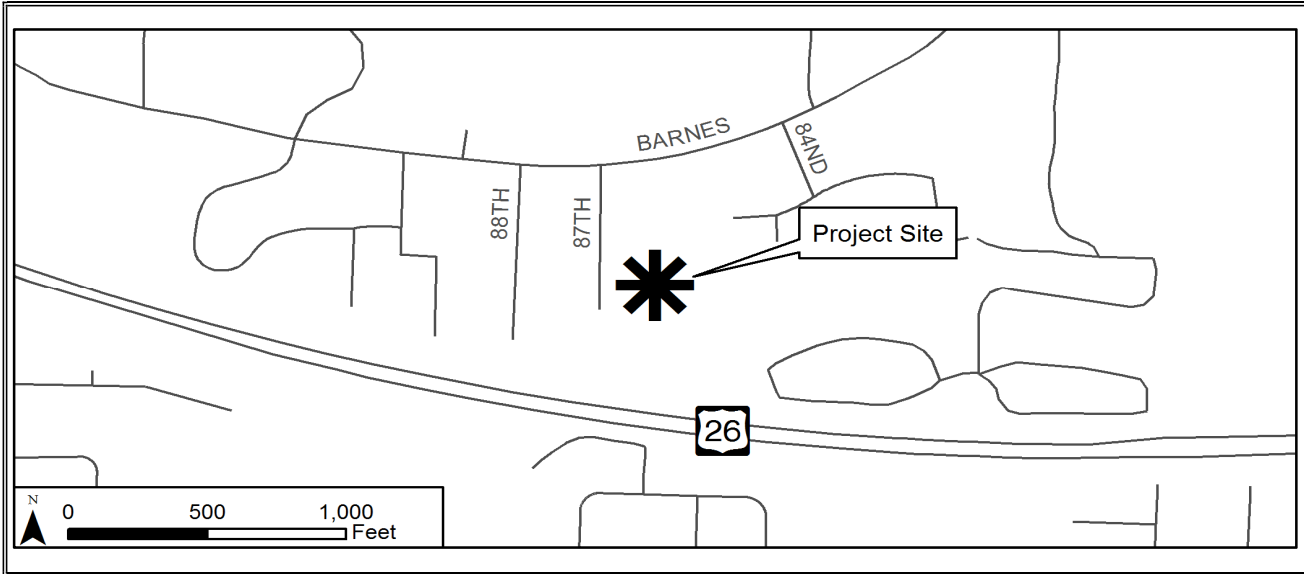 BARNES
84ND
88TH
87TH
Project Site
26
N
0 500 1,000
Feet